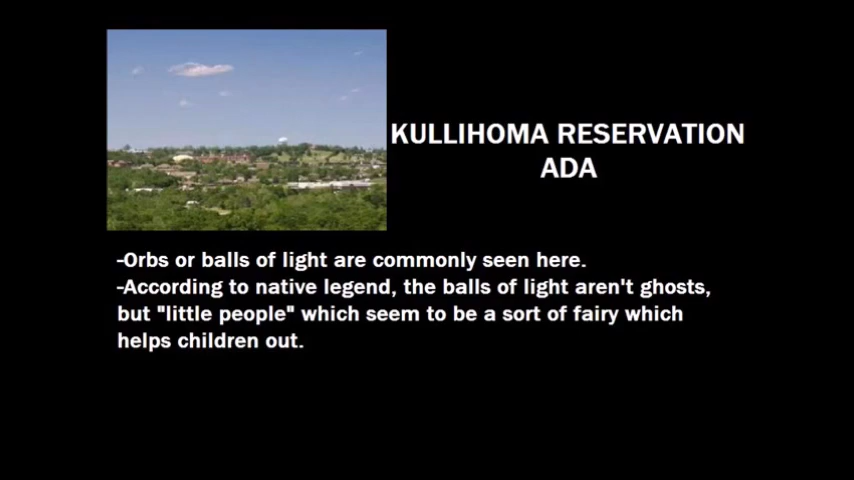 KULLIHOMA RESERVATION
ADA
-Orbs or balls of light are commonly seen here.
-According to native legend, the balls of light aren't ghosts,
but "little people" which seem to be a sort of fairy which
helps children out.